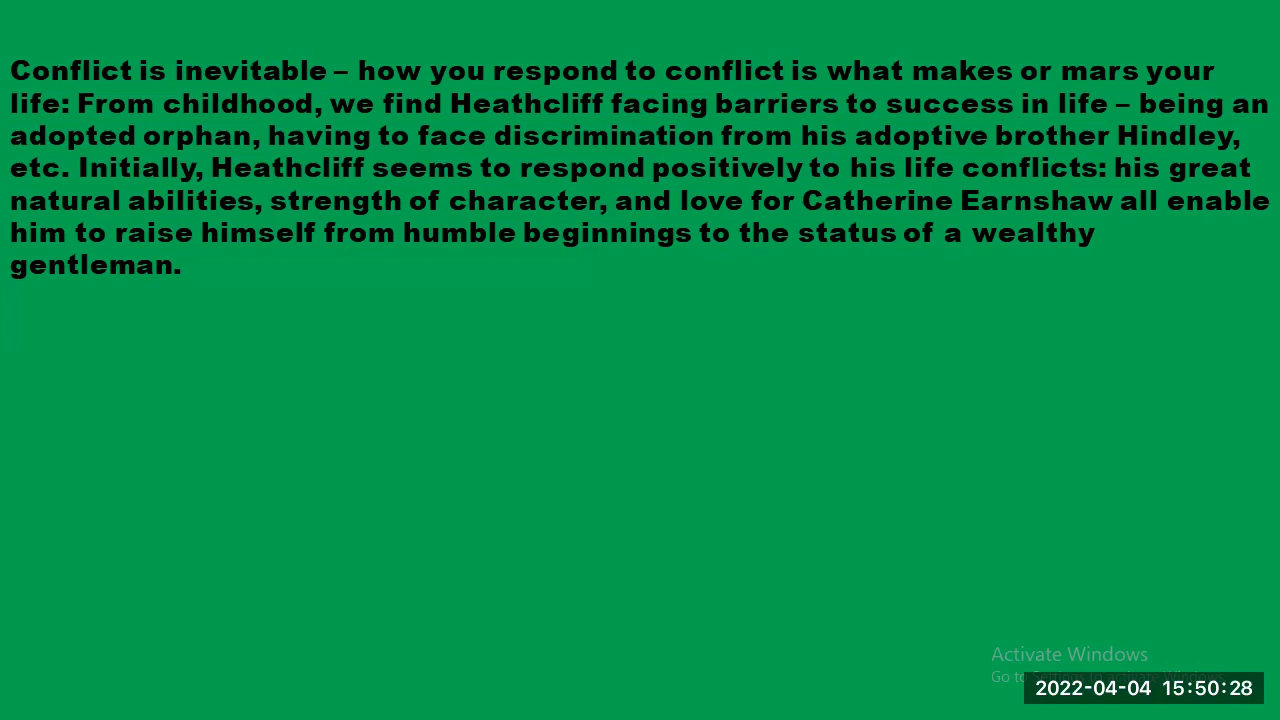 Conflict is inevitable – how you respond to conflict is what makes or mars your
life: From childhood, we find Heathcliff facing barriers to success in life – being an
adopted orphan, having to face discrimination from his adoptive brother Hindley,
etc. Initially, Heathcliff seems to respond positively to his life conflicts: his great
natural abilities, strength of character, and love for Catherine Earnshaw all enable
him to raise himself from humble beginnings to the status of a wealthy
gentleman.
Activate Windows
Go to
2022-04-04 15:50:28